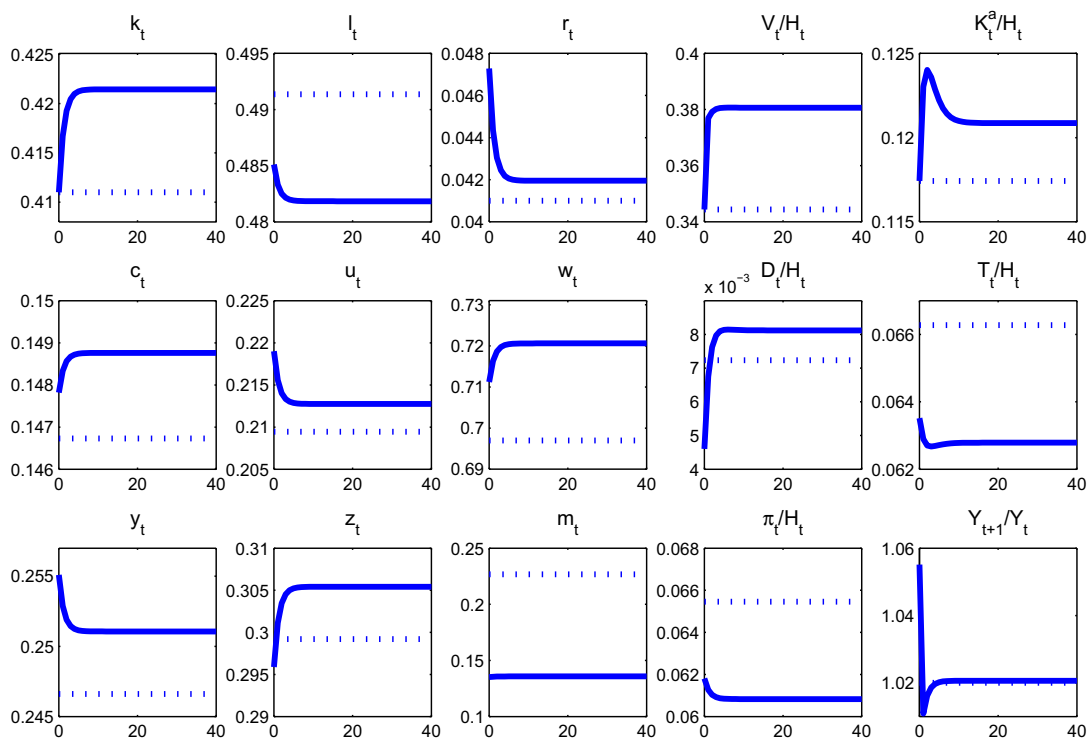 k_t l_t r_t V_t/H_t K_t^a/H_t
0.425 0.495 0.048 0.4 0.125
0.42 0.49 0.046 0.38 0.12
0.415 0.485 0.044 0.36 0.115
0.41 0.48 0.042 0.34
0.04
0 20 40 0 20 40 0 20 40 0 20 40 0 20 40
c_t u_t w_t D_t/H_t T_t/H_t
x 10^−3
0.15 0.225 0.73 8 0.066
0.149 0.22 0.72 7 0.064
0.148 0.215 0.71 6 0.062
0.147 0.21 0.7 5
0.146 0.205 0.69 4
0 20 40 0 20 40 0 20 40 0 20 40 0 20 40
y_t z_t m_t π_t/H_t Y_{t+1}/Y_t
0.255 0.31 0.25 0.068 1.06
0.25 0.305 0.2 0.066 1.04
0.245 0.3 0.15 0.064 1.02
0.295 0.1 0.062
0.29 0.06
0 20 40 0 20 40 0 20 40 0 20 40 0 20 40